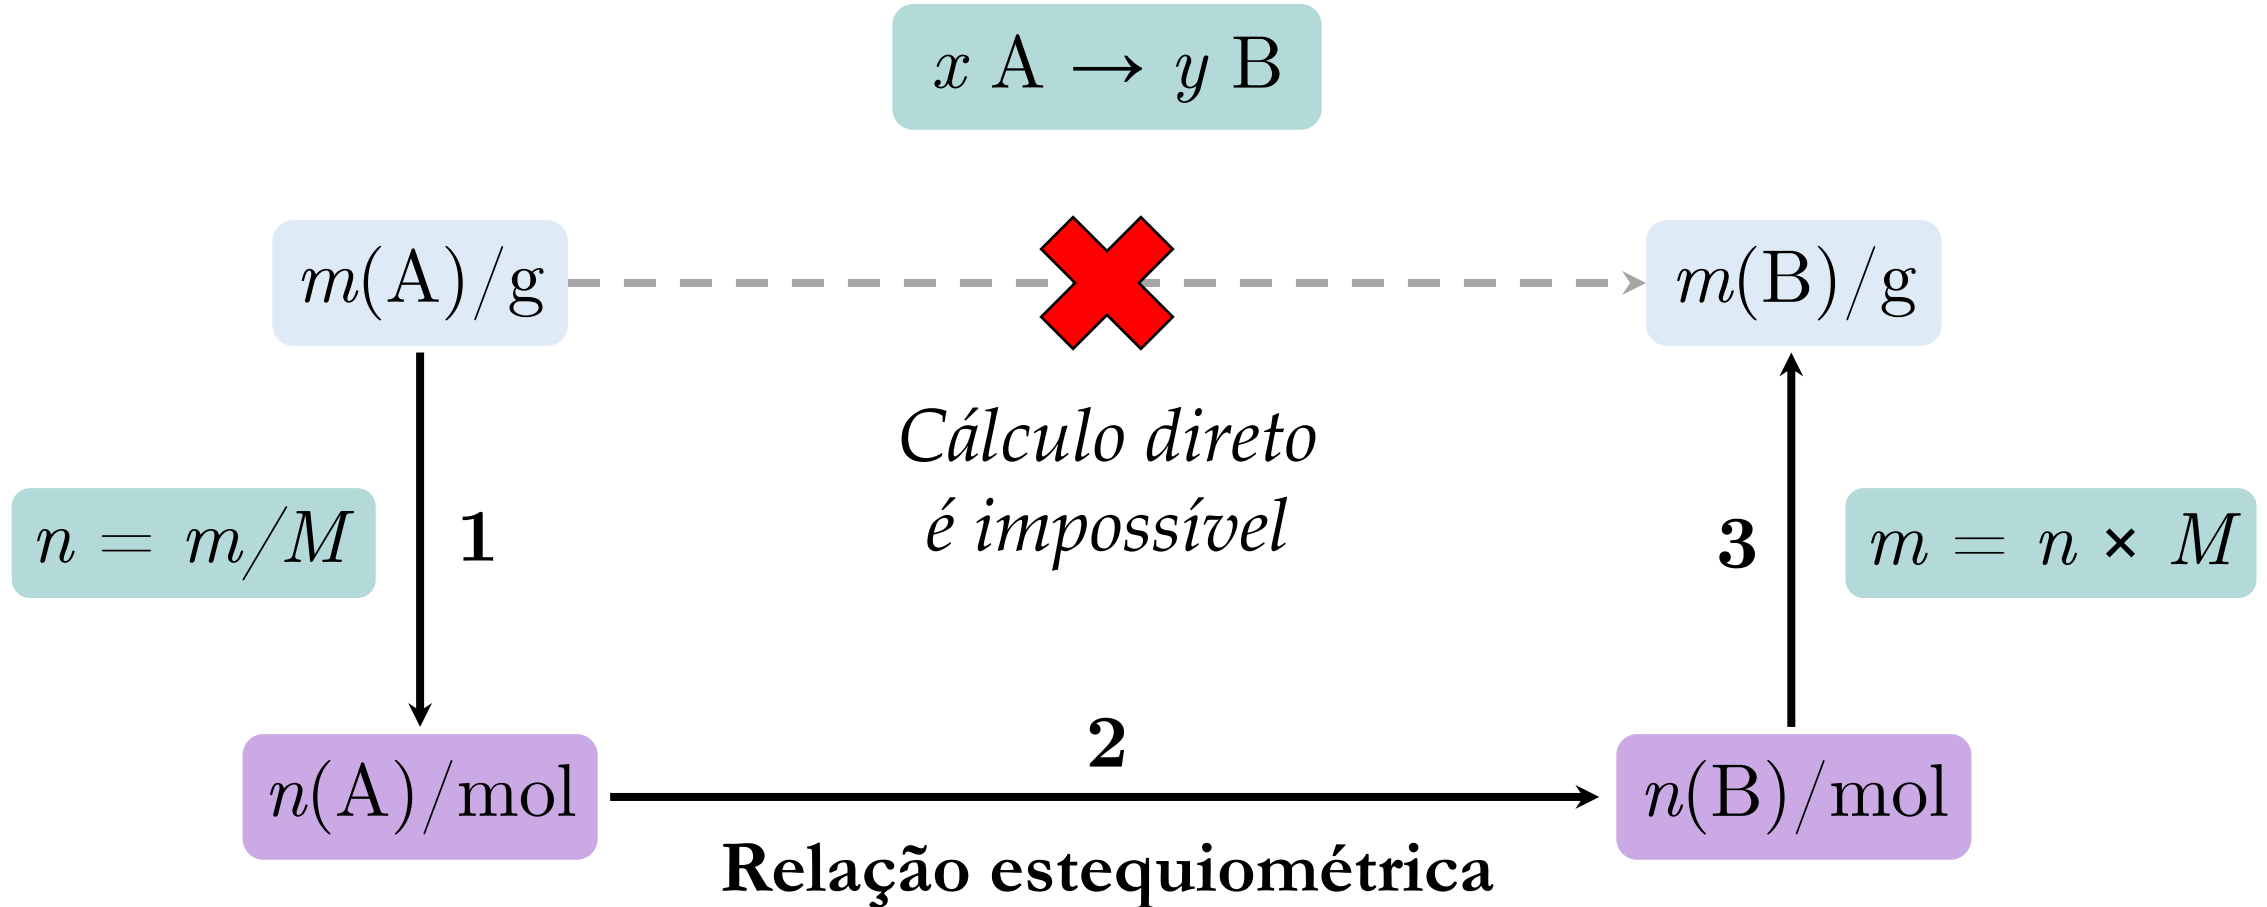 x A → y B
m(A)/g
m(B)/g
Cálculo direto
é impossível
n = m/M
1
3
m = n × M
2
n(A)/mol
n(B)/mol
Relação estequiométrica